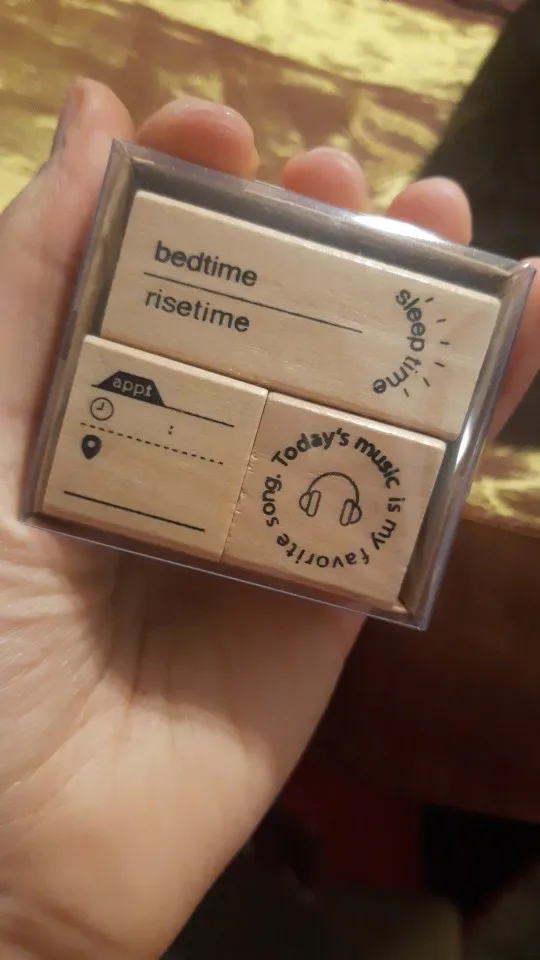 bedtime
risetime
sleep time
appt
:
Today's music is my favorite song.